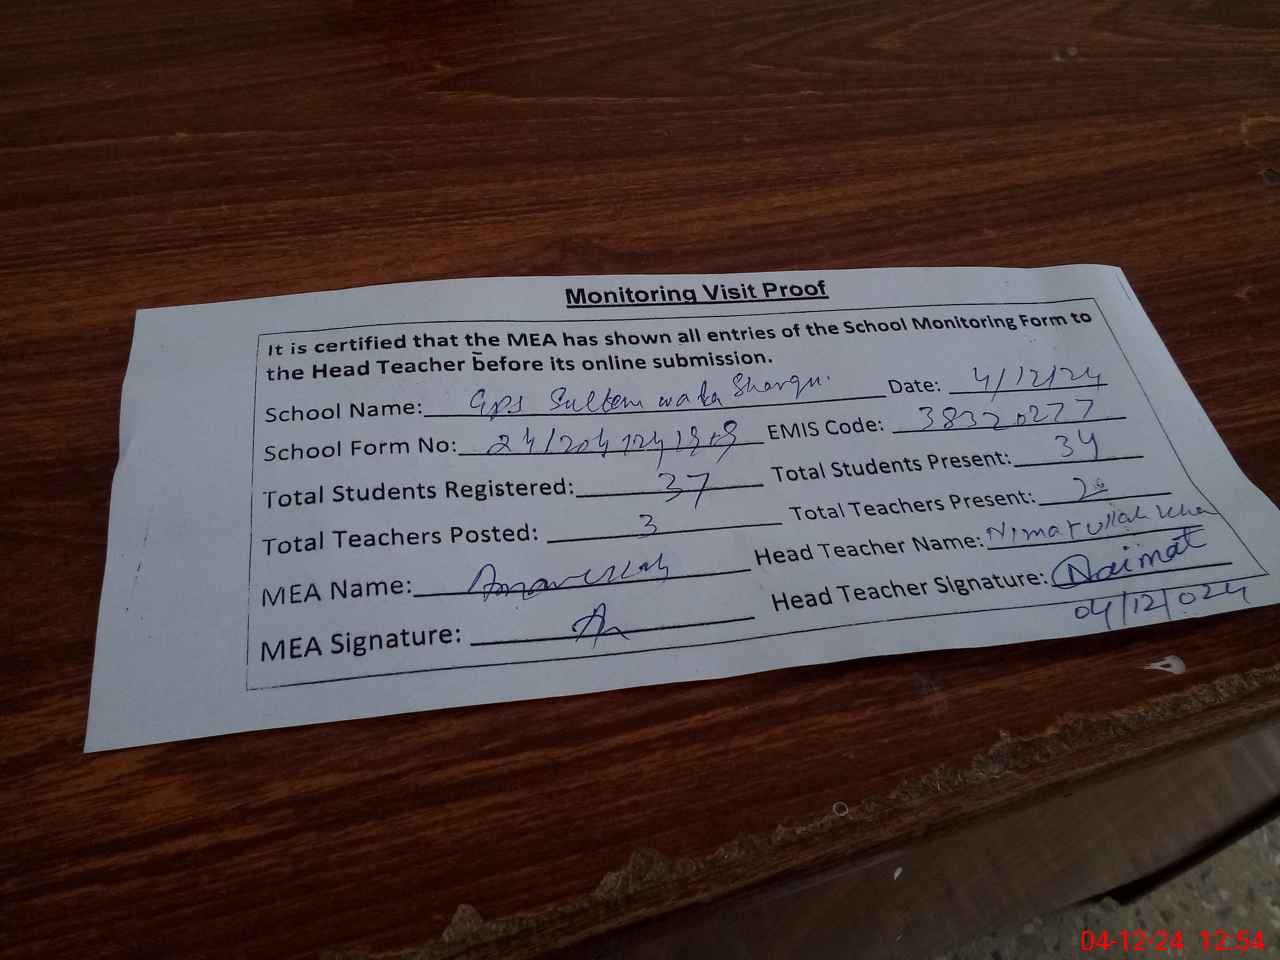 Monitoring Visit Proof
It is certified that the MEA has shown all entries of the School Monitoring Form to
the Head Teacher before its online submission.
School Name: GPS Sultan wala Sharqu. Date: 4/12/24
School Form No: EMIS Code: 38320277
Total Students Registered: 37 Total Students Present: 34
Total Teachers Posted: 3 Total Teachers Present: 2
MEA Name: Head Teacher Name: Nimatullah Khan
MEA Signature: Head Teacher Signature: Naimat
04/12/024
04-12-24 12:54